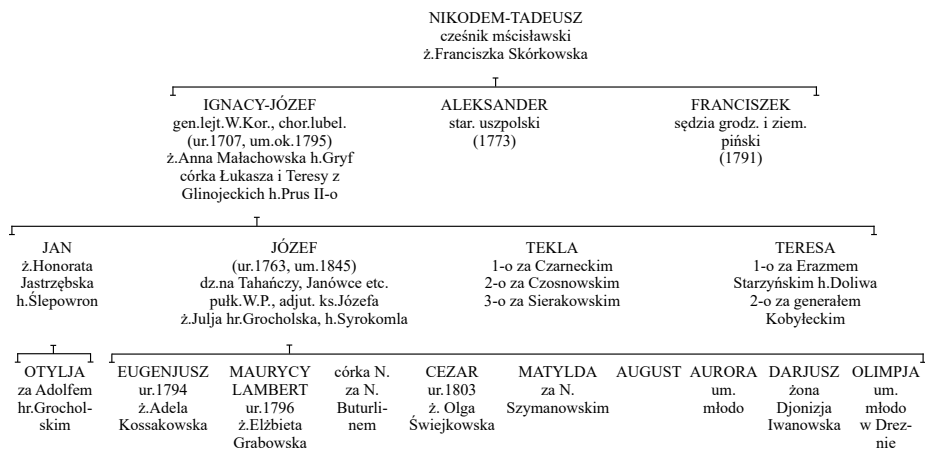 NIKODEM-TADEUSZ
cześnik mścisławski
ż.Franciszka Skórkowska
IGNACY-JÓZEF
gen.lejt.W.Kor., chor.lubel.
(ur.1707, um.ok.1795)
ż.Anna Małachowska h.Gryf
córka Łukasza i Teresy z
Glinojeckich h.Prus II-o
ALEKSANDER
star. uszpolski
(1773)
FRANCISZEK
sędzia grodz. i ziem.
piński
(1791)
JAN
ż.Honorata
Jastrzębska
h.Ślepowron
JÓZEF
(ur.1763, um.1845)
dz.na Tahańczy, Janówce etc.
pułk.W.P., adjut. ks.Józefa
ż.Julja hr.Grocholska, h.Syrokomla
TEKLA
1-o za Czarneckim
2-o za Czosnowskim
3-o za Sierakowskim
TERESA
1-o za Erazmem
Starzyńskim h.Doliwa
2-o za generałem
Kobyłeckim
OTYLJA
za Adolfem
hr.Grochol-
skim
EUGENJUSZ
ur.1794
ż.Adela
Kossakowska
MAURYCY
LAMBERT
ur.1796
ż.Elżbieta
Grabowska
córka N.
za N.
Buturli-
nem
CEZAR
ur.1803
ż. Olga
Świejkowska
MATYLDA
za N.
Szymanowskim
AUGUST
AURORA
um.
młodo
DARJUSZ
żona
Djonizja
Iwanowska
OLIMPJA
um.
młodo
w Drez-
nie